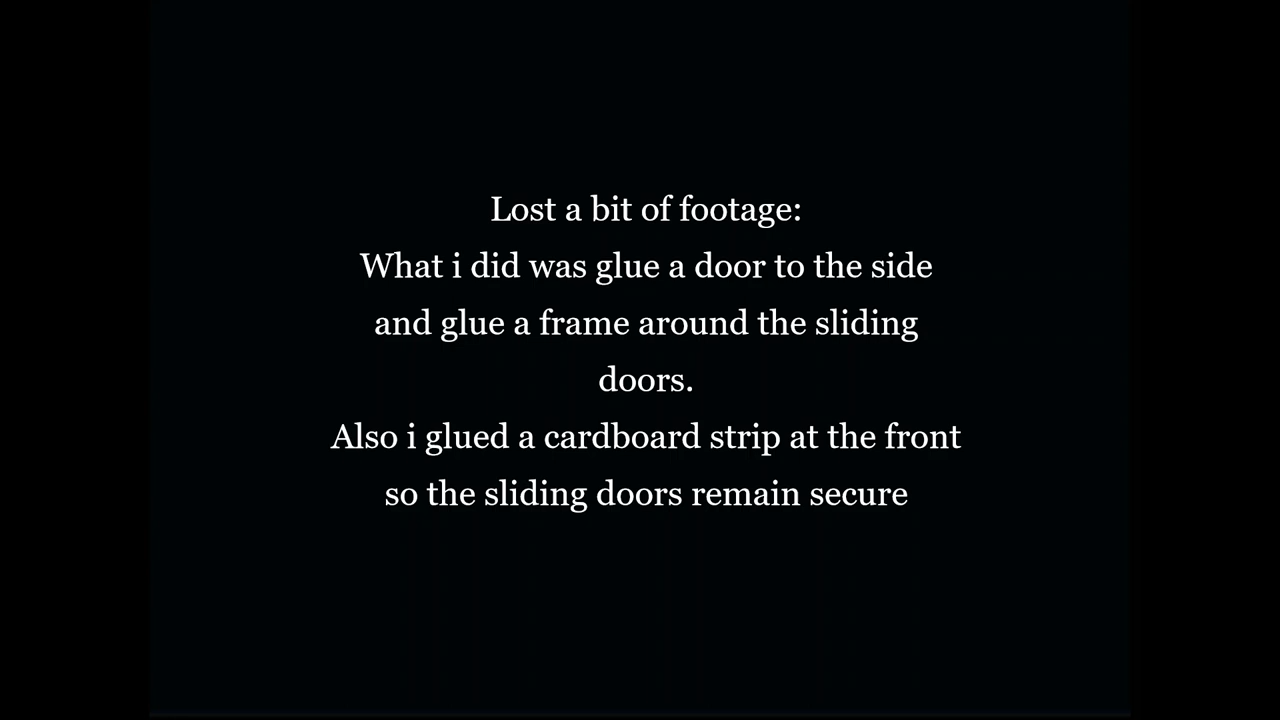 Lost a bit of footage:
What i did was glue a door to the side
and glue a frame around the sliding
doors.
Also i glued a cardboard strip at the front
so the sliding doors remain secure